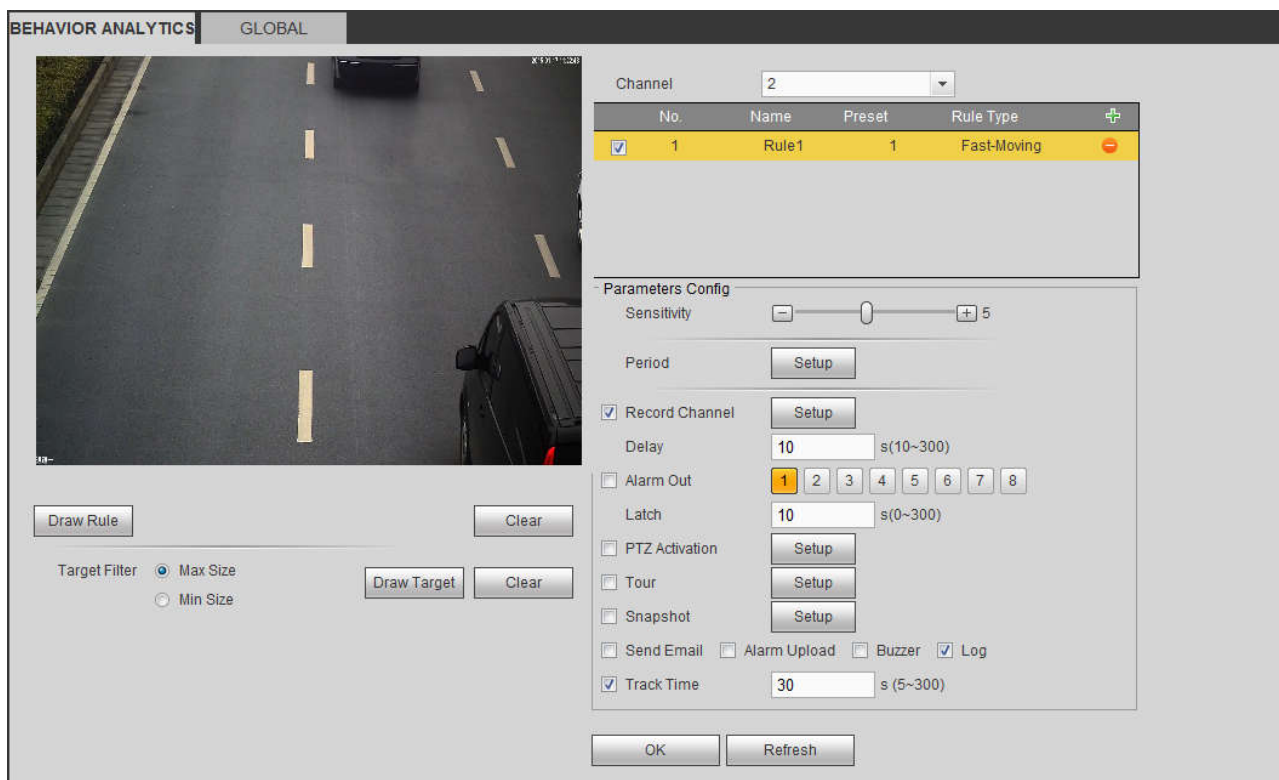 BEHAVIOR ANALYTICS GLOBAL
Channel 2
No. Name Preset Rule Type
1 Rule1 1 Fast-Moving
Parameters Config
Sensitivity 5
Period Setup
Record Channel Setup
Delay 10 s(10~300)
Alarm Out 1 2 3 4 5 6 7 8
Latch 10 s(0~300)
PTZ Activation Setup
Tour Setup
Snapshot Setup
Send Email Alarm Upload Buzzer Log
Track Time 30 s (5~300)
OK Refresh
Draw Rule Clear
Target Filter Max Size Draw Target Clear
Min Size